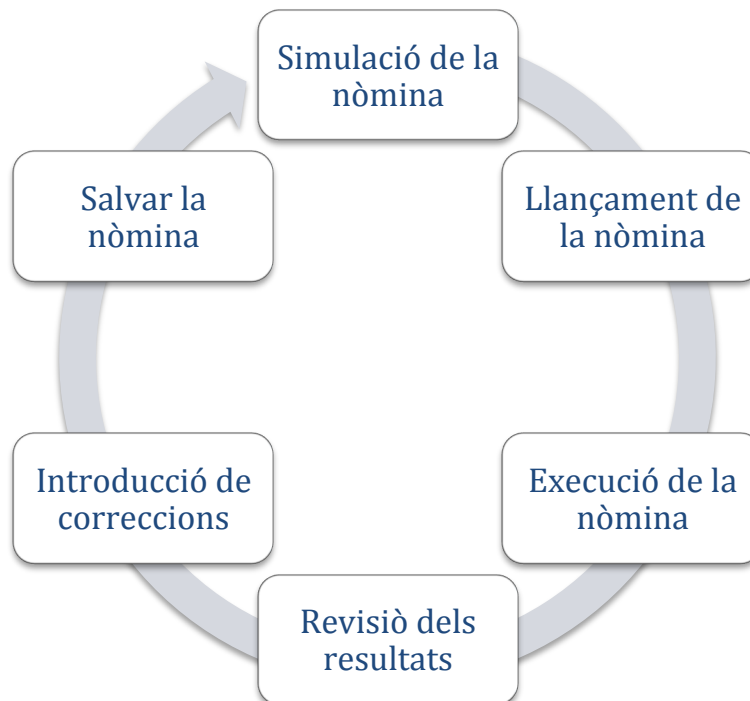 Simulació de la
nòmina
Llançament de
la nòmina
Execució de la
nòmina
Revisiò dels
resultats
Introducció de
correccions
Salvar la
nòmina